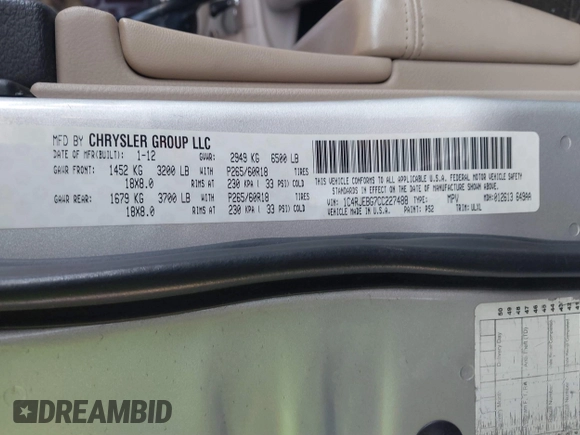 MFD BY CHRYSLER GROUP LLC
DATE OF MFR(BUILT): 1-12 GVWR: 2949 KG 6500 LB
GAWR FRONT: 1452 KG 3200 LB WITH P265/60R18 TIRES
18X8.0 RIMS AT 230 KPA ( 33 PSI) COLD
GAWR REAR: 1679 KG 3700 LB WITH P265/60R18 TIRES
18X8.0 RIMS AT 230 KPA ( 33 PSI) COLD
THIS VEHICLE CONFORMS TO ALL APPLICABLE U.S.A. FEDERAL MOTOR VEHICLE SAFETY
STANDARDS IN EFFECT ON THE DATE OF MANUFACTURE SHOWN ABOVE.
VIN: 1C4RJEBG7CC227488 MPV
MADE IN U.S.A. PAINT: PS2 TRIM:
DREAMBID